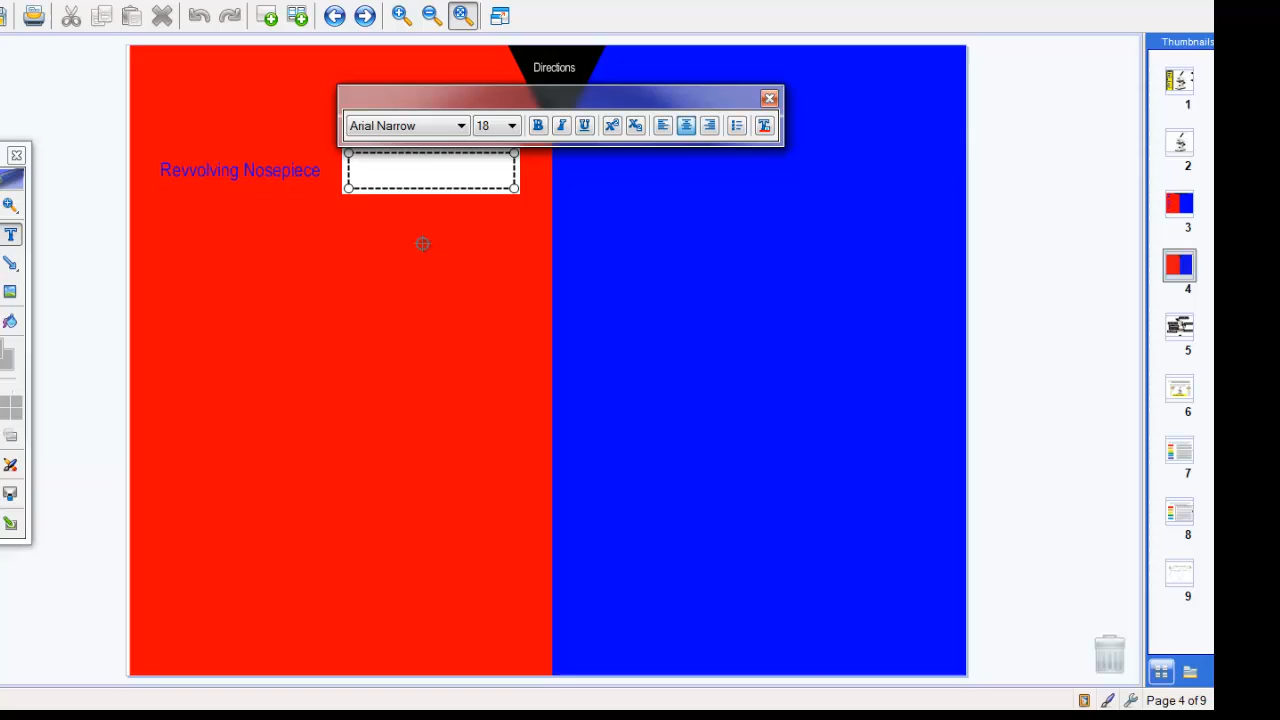 Thumbnails
Directions
Arial Narrow 18 B I U
Revvolving Nosepiece
1
2
3
4
5
6
7
8
9
Page 4 of 9